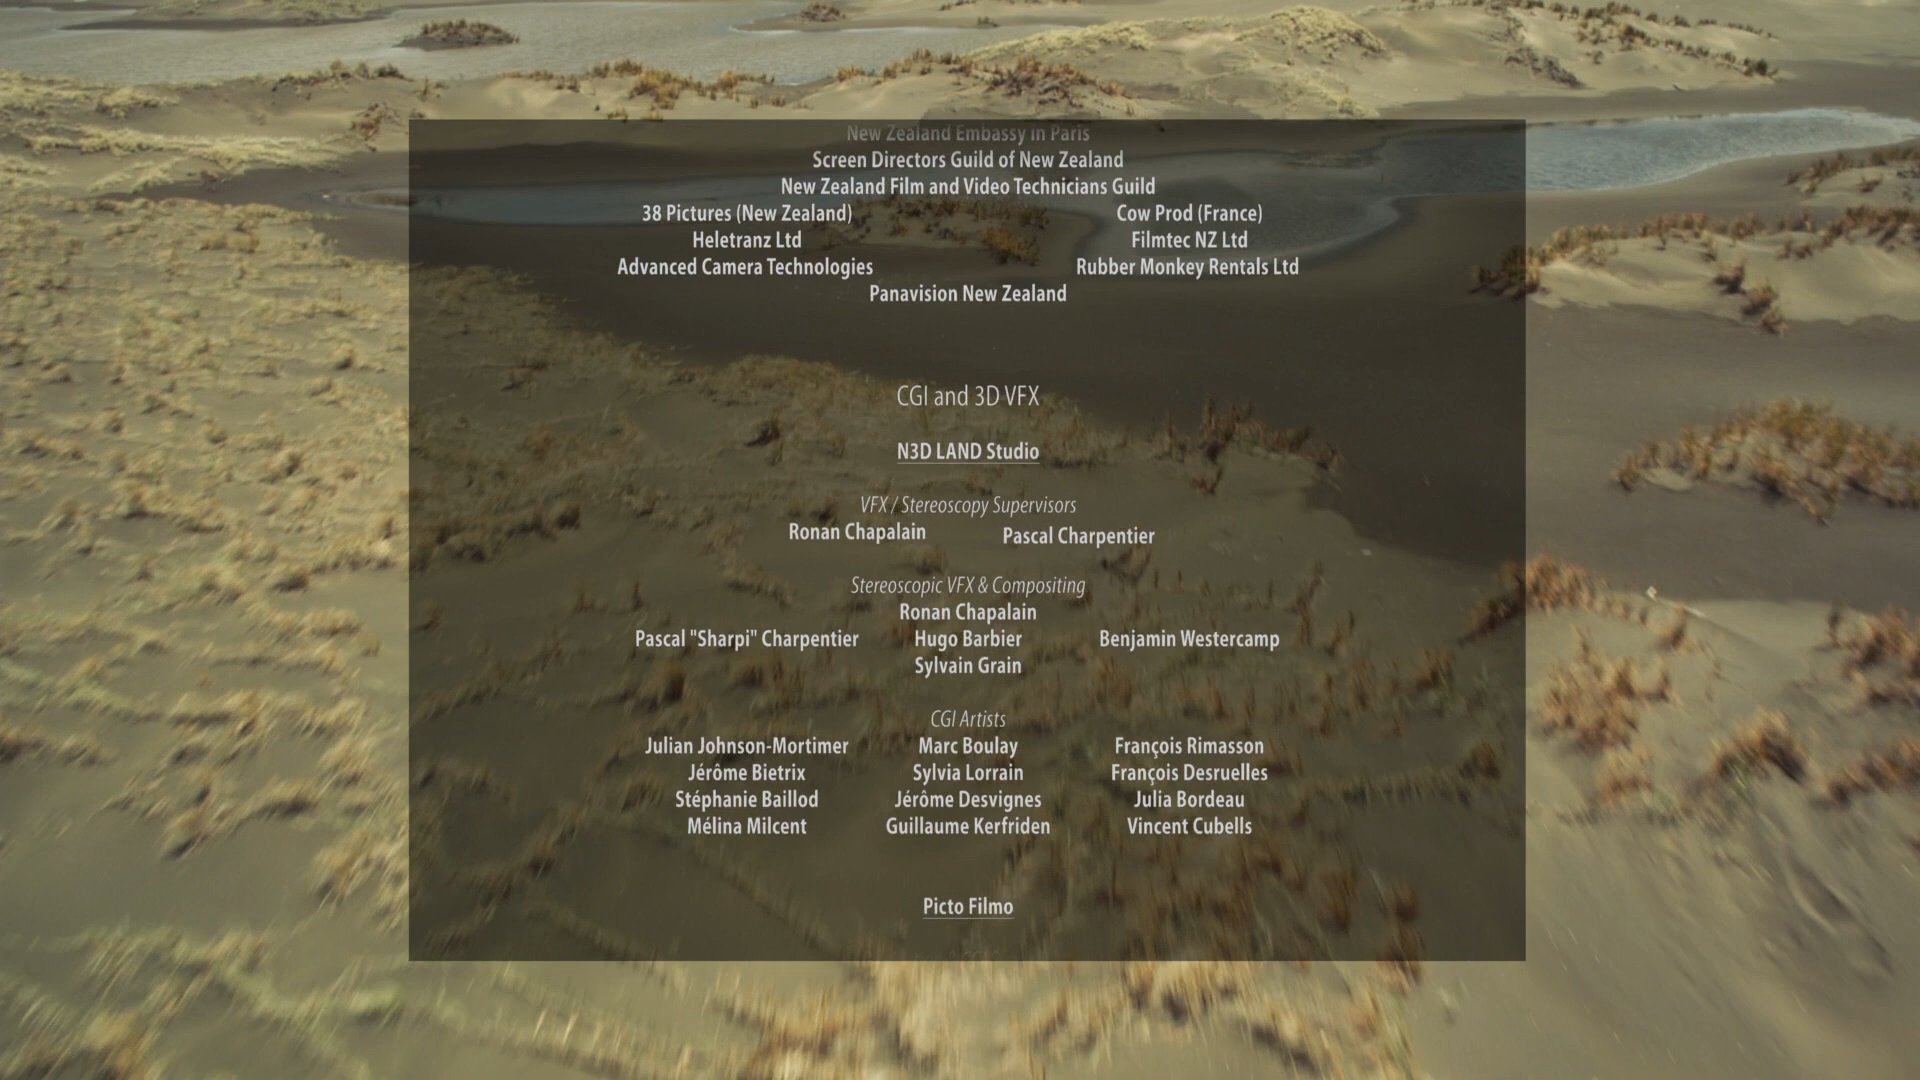 New Zealand Embassy in Paris
Screen Directors Guild of New Zealand
New Zealand Film and Video Technicians Guild
38 Pictures (New Zealand) Cow Prod (France)
Heletranz Ltd Filmtec NZ Ltd
Advanced Camera Technologies Rubber Monkey Rentals Ltd
Panavision New Zealand
CGI and 3D VFX
N3D LAND Studio
VFX / Stereoscopy Supervisors
Ronan Chapalain Pascal Charpentier
Stereoscopic VFX & Compositing
Ronan Chapalain
Pascal "Sharpi" Charpentier Hugo Barbier Benjamin Westercamp
Sylvain Grain
CGI Artists
Julian Johnson-Mortimer Marc Boulay François Rimasson
Jérôme Bietrix Sylvia Lorrain François Desruelles
Stéphanie Baillod Jérôme Desvignes Julia Bordeau
Mélina Milcent Guillaume Kerfriden Vincent Cubells
Picto Filmo